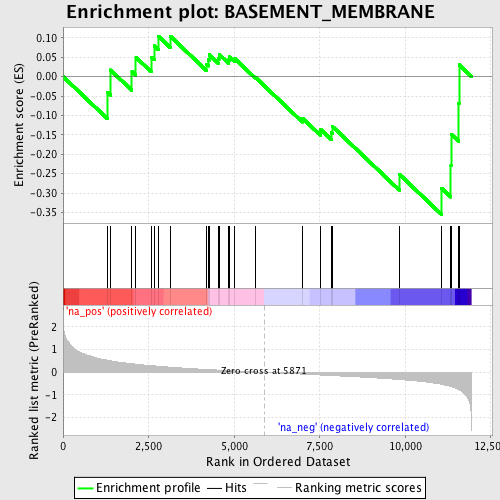 Enrichment plot: BASEMENT_MEMBRANE
Enrichment score (ES)
0.10
0.05
0.00
-0.05
-0.10
-0.15
-0.20
-0.25
-0.30
-0.35
'na_pos' (positively correlated)
Ranked list metric (PreRanked)
2
1
0
-1
-2
Zero cross at 5871
'na_neg' (negatively correlated)
0
2,500
5,000
7,500
10,000
12,500
Rank in Ordered Dataset
Enrichment profile
Hits
Ranking metric scores